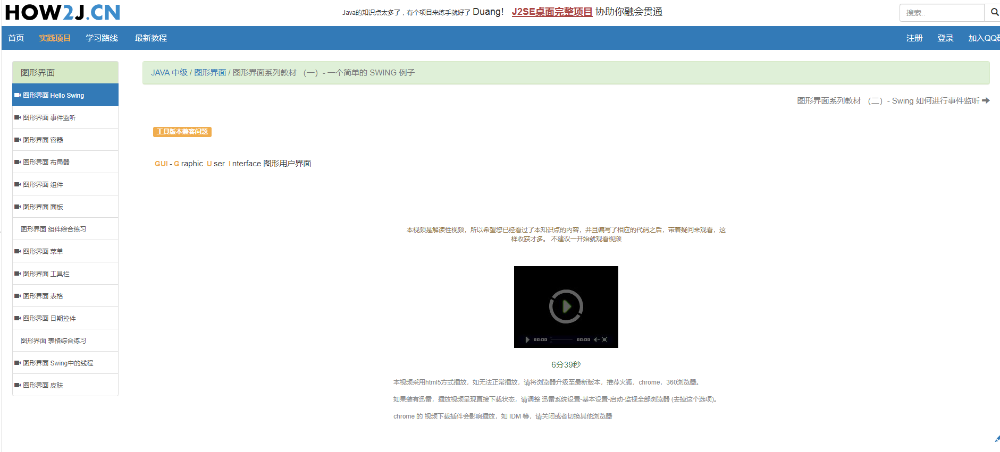 HOW2J.CN
Java的知识点太多了，有个项目来练手就好了 Duang! J2SE桌面完整项目 协助你融会贯通
搜索..
首页 实践项目 学习路线 最新教程 注册 登录 加入QQ群
图形界面
图形界面 Hello Swing
图形界面 事件监听
图形界面 容器
图形界面 布局器
图形界面 组件
图形界面 面板
图形界面 组件综合练习
图形界面 菜单
图形界面 工具栏
图形界面 表格
图形界面 日期控件
图形界面 表格综合练习
图形界面 Swing中的线程
图形界面 皮肤
JAVA 中级 / 图形界面 / 图形界面系列教材 （一）- 一个简单的 SWING 例子
图形界面系列教材 （二）- Swing 如何进行事件监听
工具版本兼容问题
GUI - G raphic U ser I nterface 图形用户界面
本视频是解读性视频，所以希望您已经看过了本知识点的内容，并且编写了相应的代码之后，带着疑问来观看，这
样收获才多。 不建议一开始就观看视频
00:00 00:00
6分39秒
本视频采用html5方式播放，如无法正常播放，请将浏览器升级至最新版本，推荐火狐，chrome，360浏览器。
如果装有迅雷，播放视频呈现直接下载状态，请调整 迅雷系统设置-基本设置-启动-监视全部浏览器 (去掉这个选项)。
chrome 的 视频下载插件会影响播放，如 IDM 等，请关闭或者切换其他浏览器